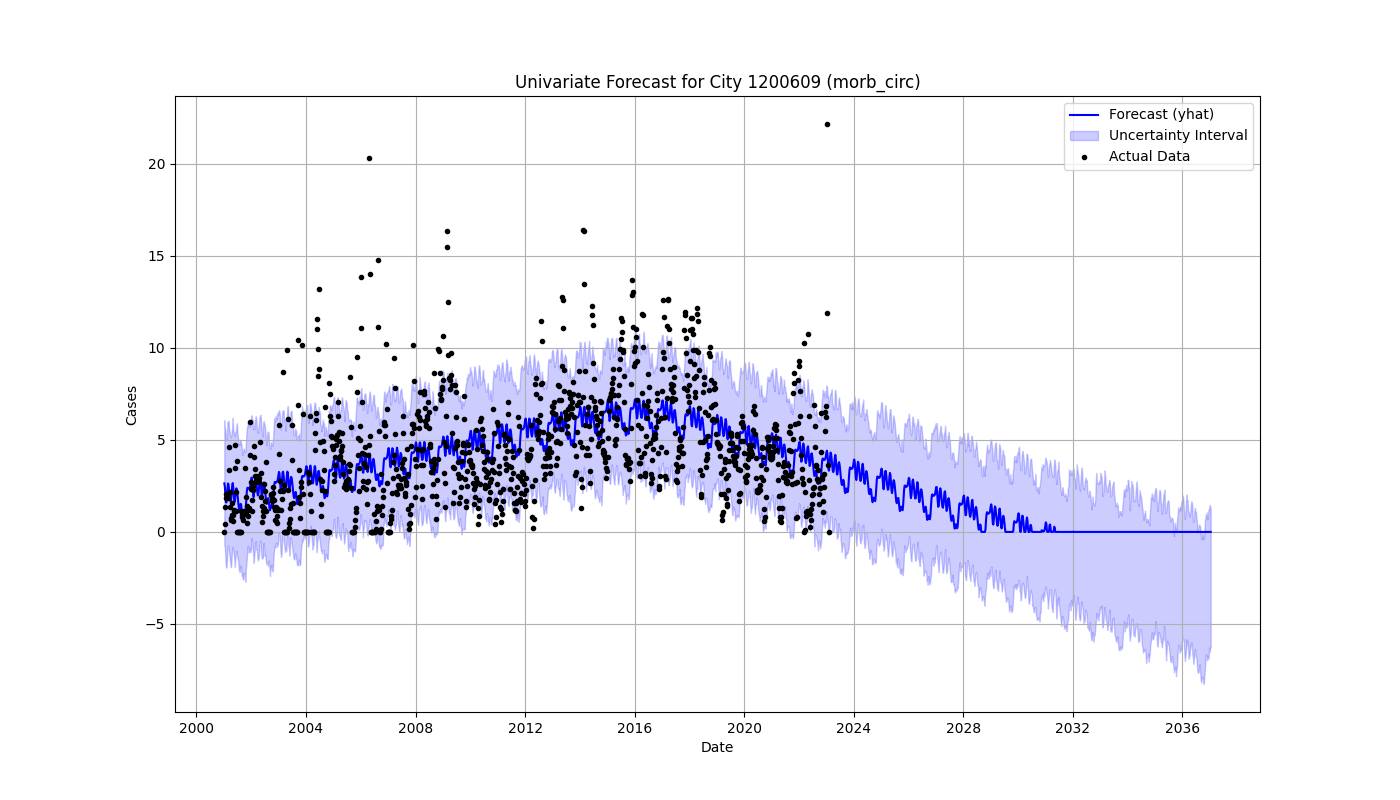 Univariate Forecast for City 1200609 (morb_circ)
Forecast (yhat)
Uncertainty Interval
Actual Data
20
15
10
5
0
−5
Cases
2000 2004 2008 2012 2016 2020 2024 2028 2032 2036
Date